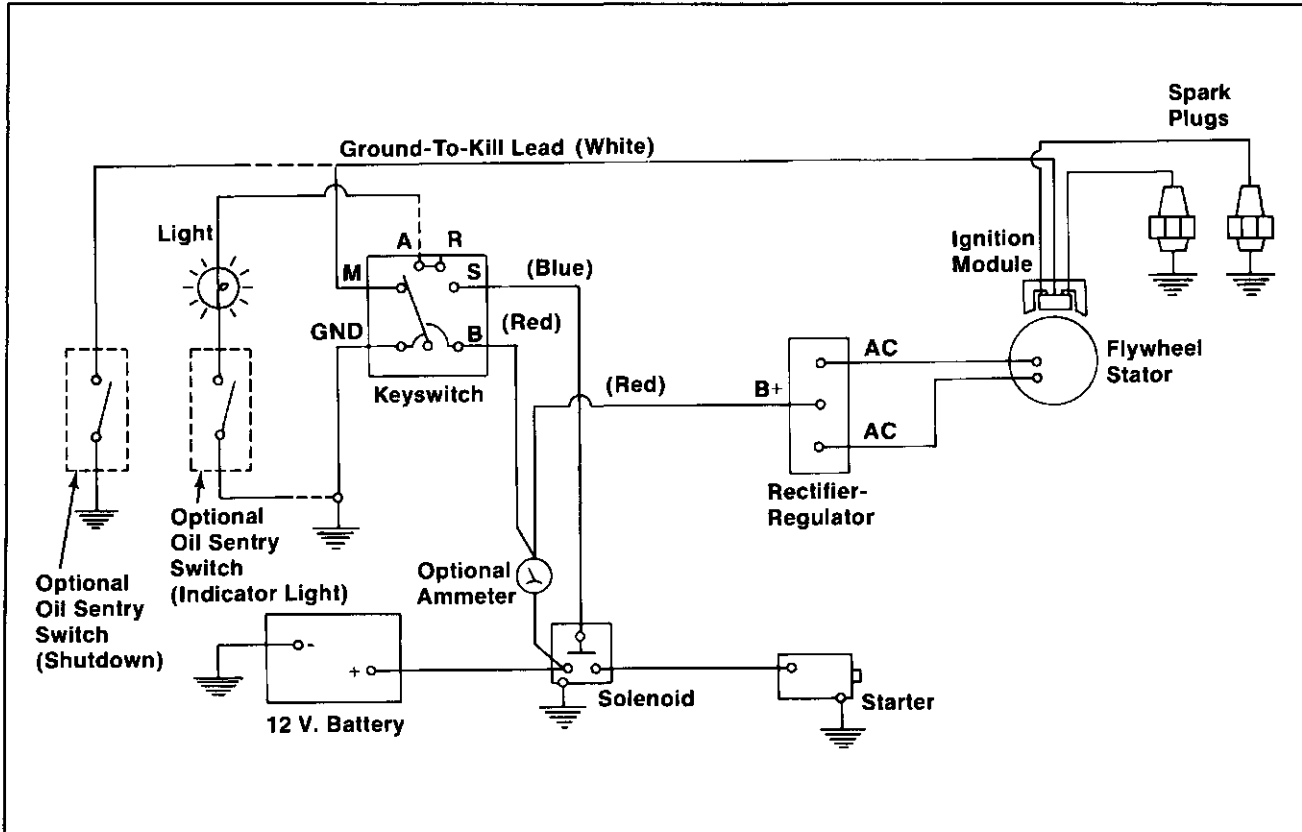 Spark
Plugs
Ground-To-Kill Lead (White)
Light
A
R
M
S
(Blue)
GND
B
(Red)
Keyswitch
Ignition
Module
AC
Flywheel
Stator
(Red)
B+
AC
Rectifier-
Regulator
Optional
Oil Sentry
Switch
(Indicator Light)
Optional
Oil Sentry
Switch
(Shutdown)
Optional
Ammeter
-
+
12 V. Battery
Solenoid
Starter